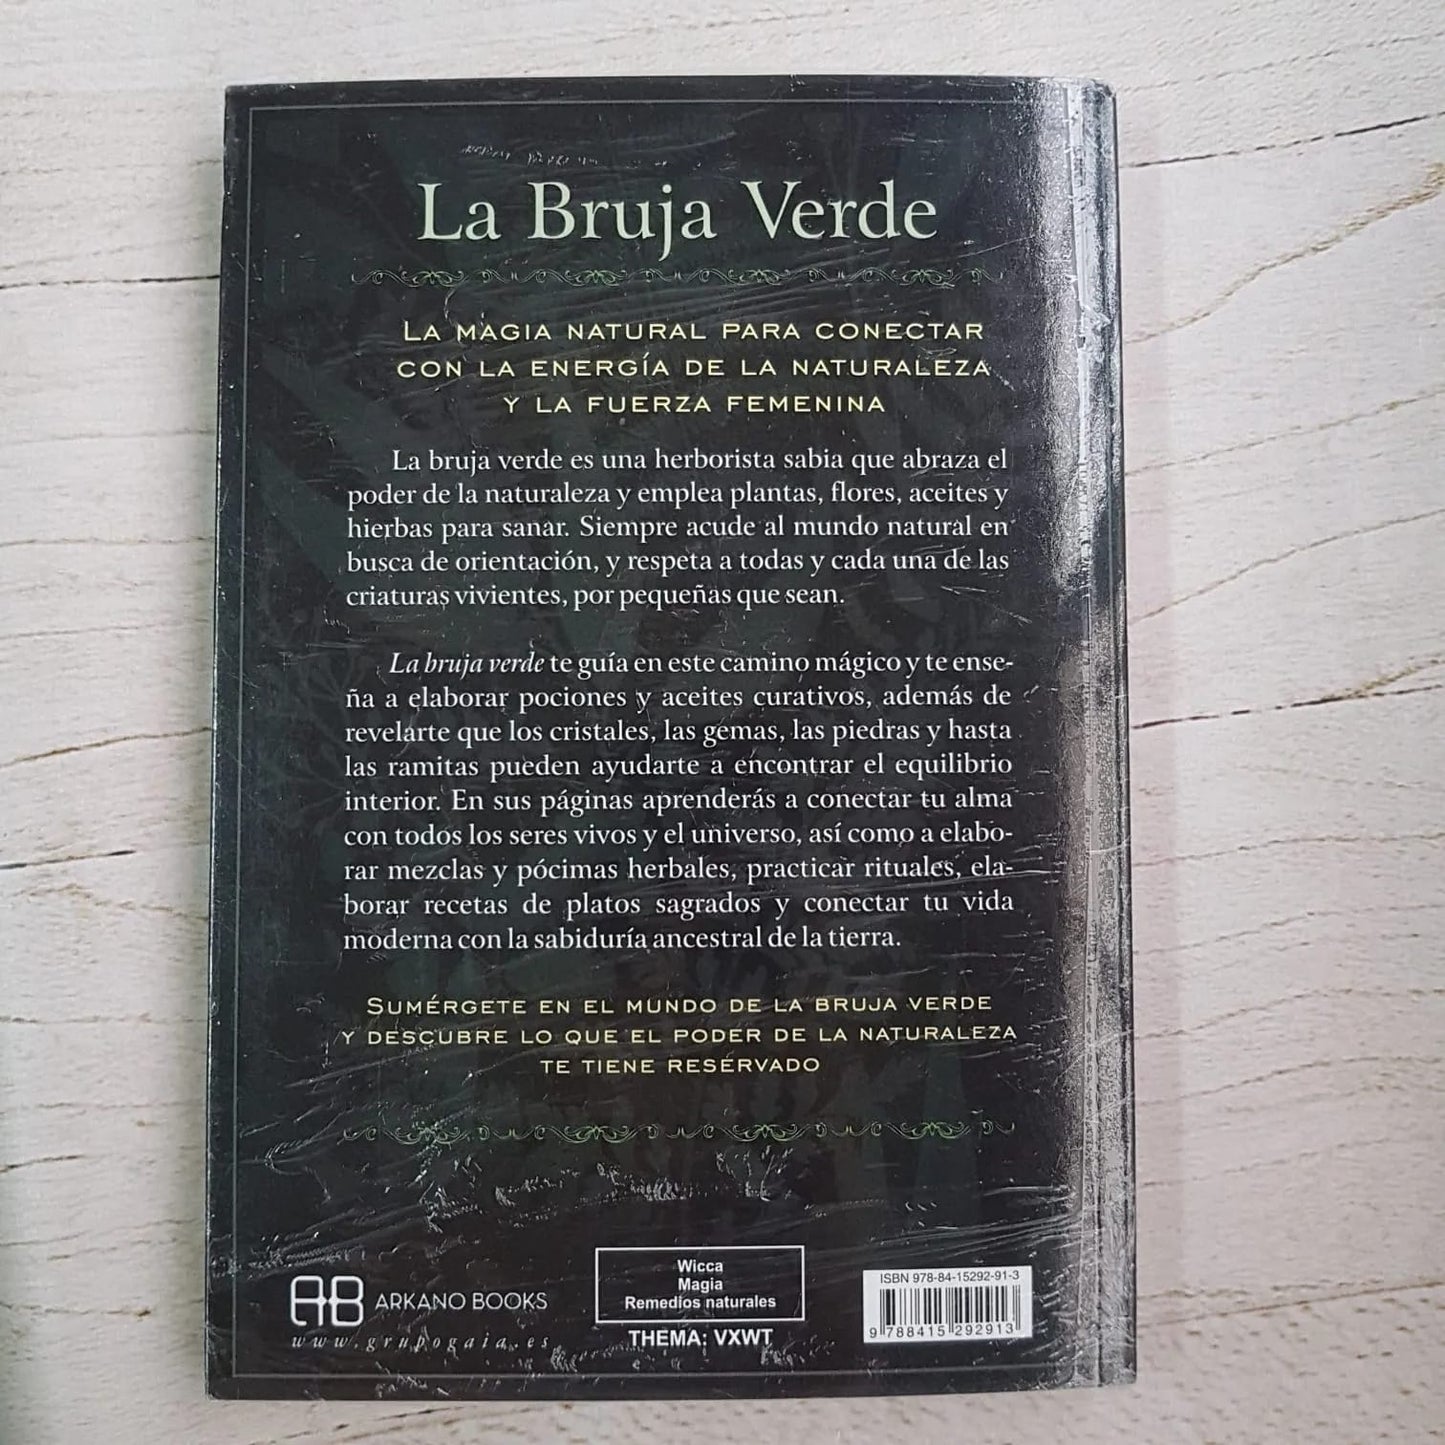 La Bruja Verde
LA MAGIA NATURAL PARA CONECTAR
CON LA ENERGÍA DE LA NATURALEZA
Y LA FUERZA FEMENINA
La bruja verde es una herborista sabia que abraza el
poder de la naturaleza y emplea plantas, flores, aceites y
hierbas para sanar. Siempre acude al mundo natural en
busca de orientación, y respeta a todas y cada una de las
criaturas vivientes, por pequeñas que sean.
La bruja verde te guía en este camino mágico y te ense-
ña a elaborar pociones y aceites curativos, además de
revelarte que los cristales, las gemas, las piedras y hasta
las ramitas pueden ayudarte a encontrar el equilibrio
interior. En sus páginas aprenderás a conectar tu alma
con todos los seres vivos y el universo, así como a elabo-
rar mezclas y pócimas herbales, practicar rituales, ela-
borar recetas de platos sagrados y conectar tu vida
moderna con la sabiduría ancestral de la tierra.
SUMÉRGETE EN EL MUNDO DE LA BRUJA VERDE
Y DESCUBRE LO QUE EL PODER DE LA NATURALEZA
TE TIENE RESERVADO
AB ARKANO BOOKS
www.grupogaia.es
Wicca
Magia
Remedios naturales
THEMA: VXWT
ISBN 978-84-15292-91-3
9 788415 292913